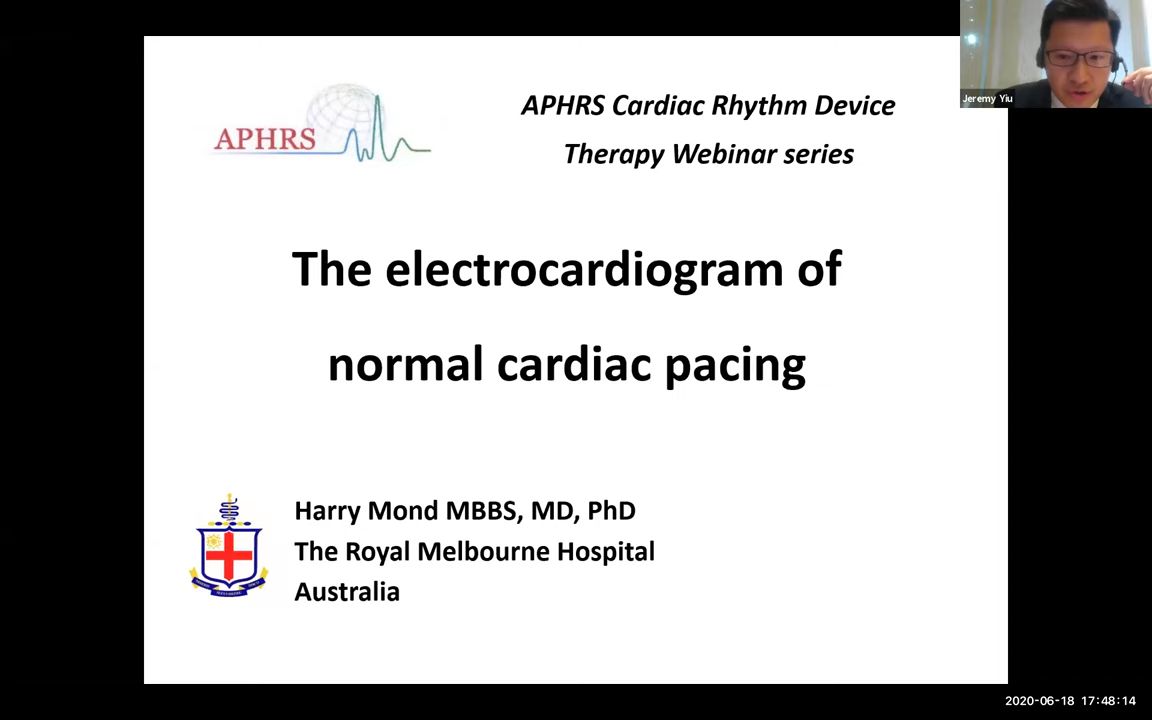 Jeremy Yiu
APHRS
APHRS Cardiac Rhythm Device
Therapy Webinar series
The electrocardiogram of
normal cardiac pacing
Harry Mond MBBS, MD, PhD
The Royal Melbourne Hospital
Australia
2020-06-18 17:48:14